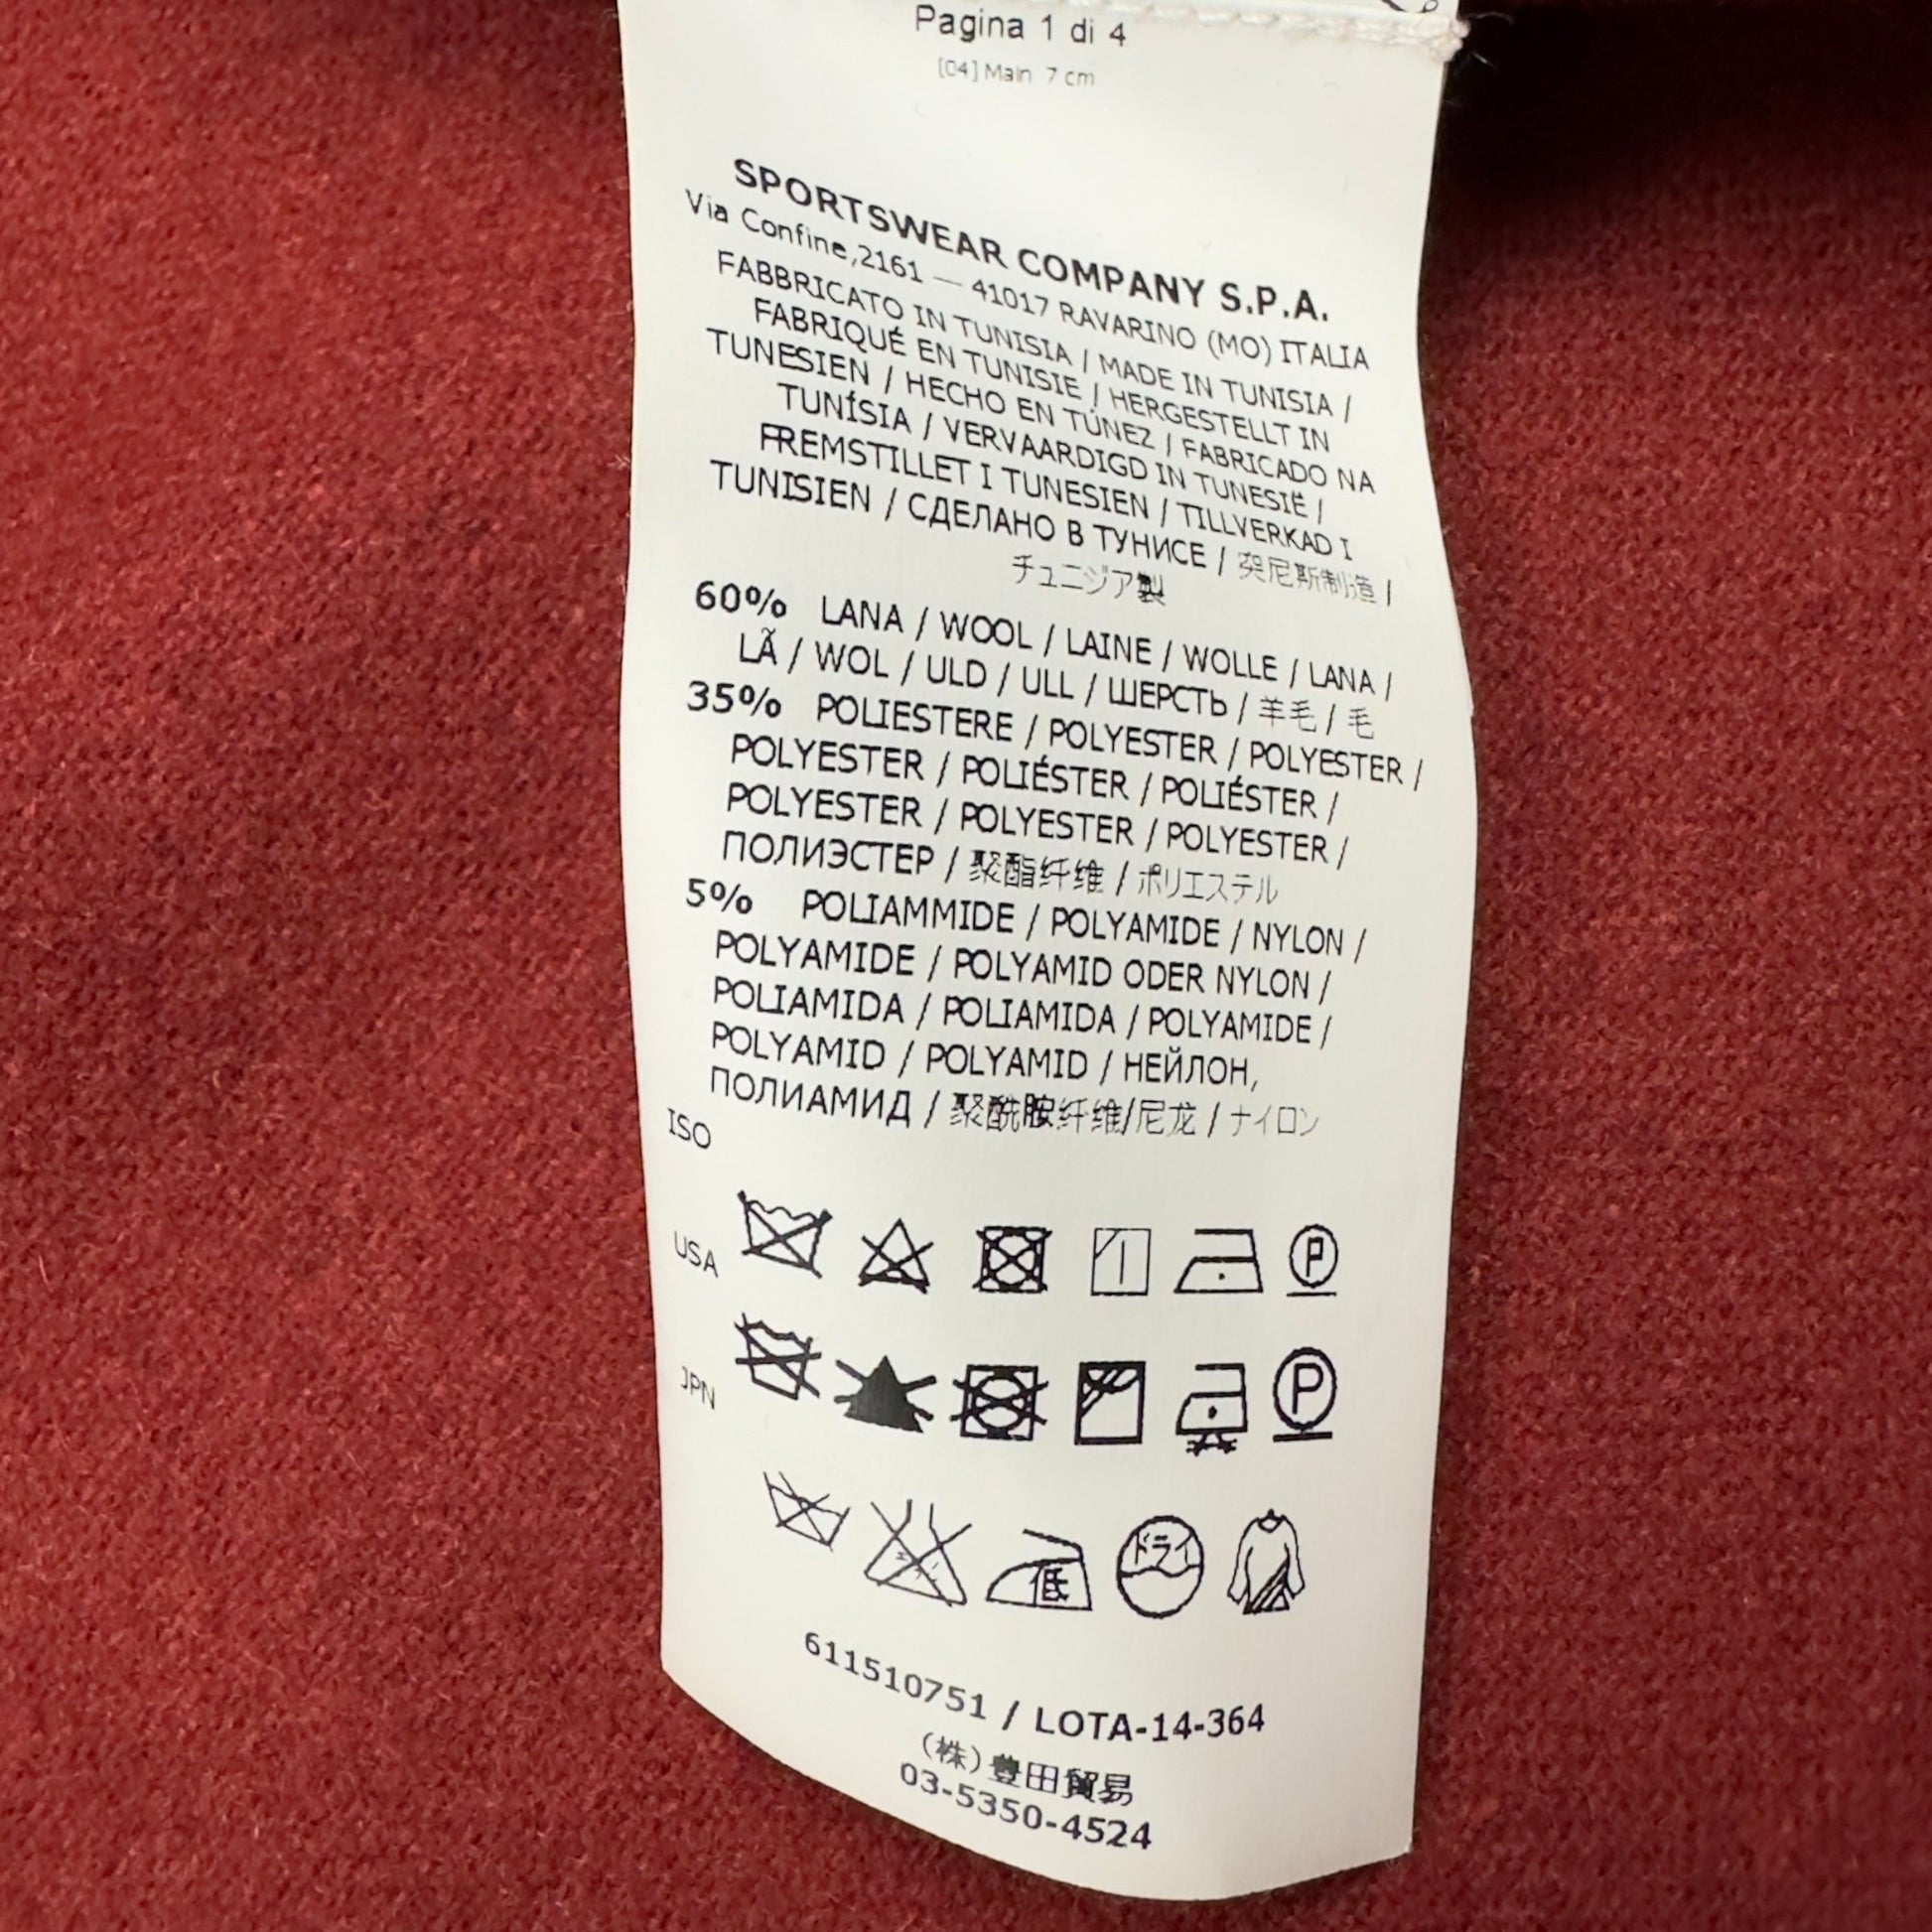 Pagina 1 di 4
[04] Main 7 cm
SPORTSWEAR COMPANY S.P.A.
Via Confine,2161 — 41017 RAVARINO (MO) ITALIA
FABBRICATO IN TUNISIA / MADE IN TUNISIA /
FABRIQUÉ EN TUNISIE / HERGESTELLT IN
TUNESIEN / HECHO EN TÚNEZ / FABRICADO NA
TUNÍSIA / VERVAARDIGD IN TUNESIË /
FREMSTILLET I TUNESIEN / TILLVERKAD I
TUNISIEN / СДЕЛАНО В ТУНИСЕ / 突尼斯制造 /
チュニジア製
60% LANA / WOOL / LAINE / WOLLE / LANA /
LÃ / WOL / ULD / ULL / ШЕРСТЬ / 羊毛 / 毛
35% POLIESTERE / POLYESTER / POLYESTER /
POLYESTER / POLIÉSTER / POLIÉSTER /
POLYESTER / POLYESTER / POLYESTER /
ПОЛИЭСТЕР / 聚酯纤维 / ポリエステル
5% POLIAMMIDE / POLYAMIDE / NYLON /
POLYAMIDE / POLYAMID ODER NYLON /
POLIAMIDA / POLIAMIDA / POLYAMIDE /
POLYAMID / POLYAMID / НЕЙЛОН,
ПОЛИАМИД / 聚酰胺纤维/尼龙 / ナイロン
ISO
P
USA
P
JPN
低 ドライ
611510751 / LOTA-14-364
(株)豊田貿易
03-5350-4524